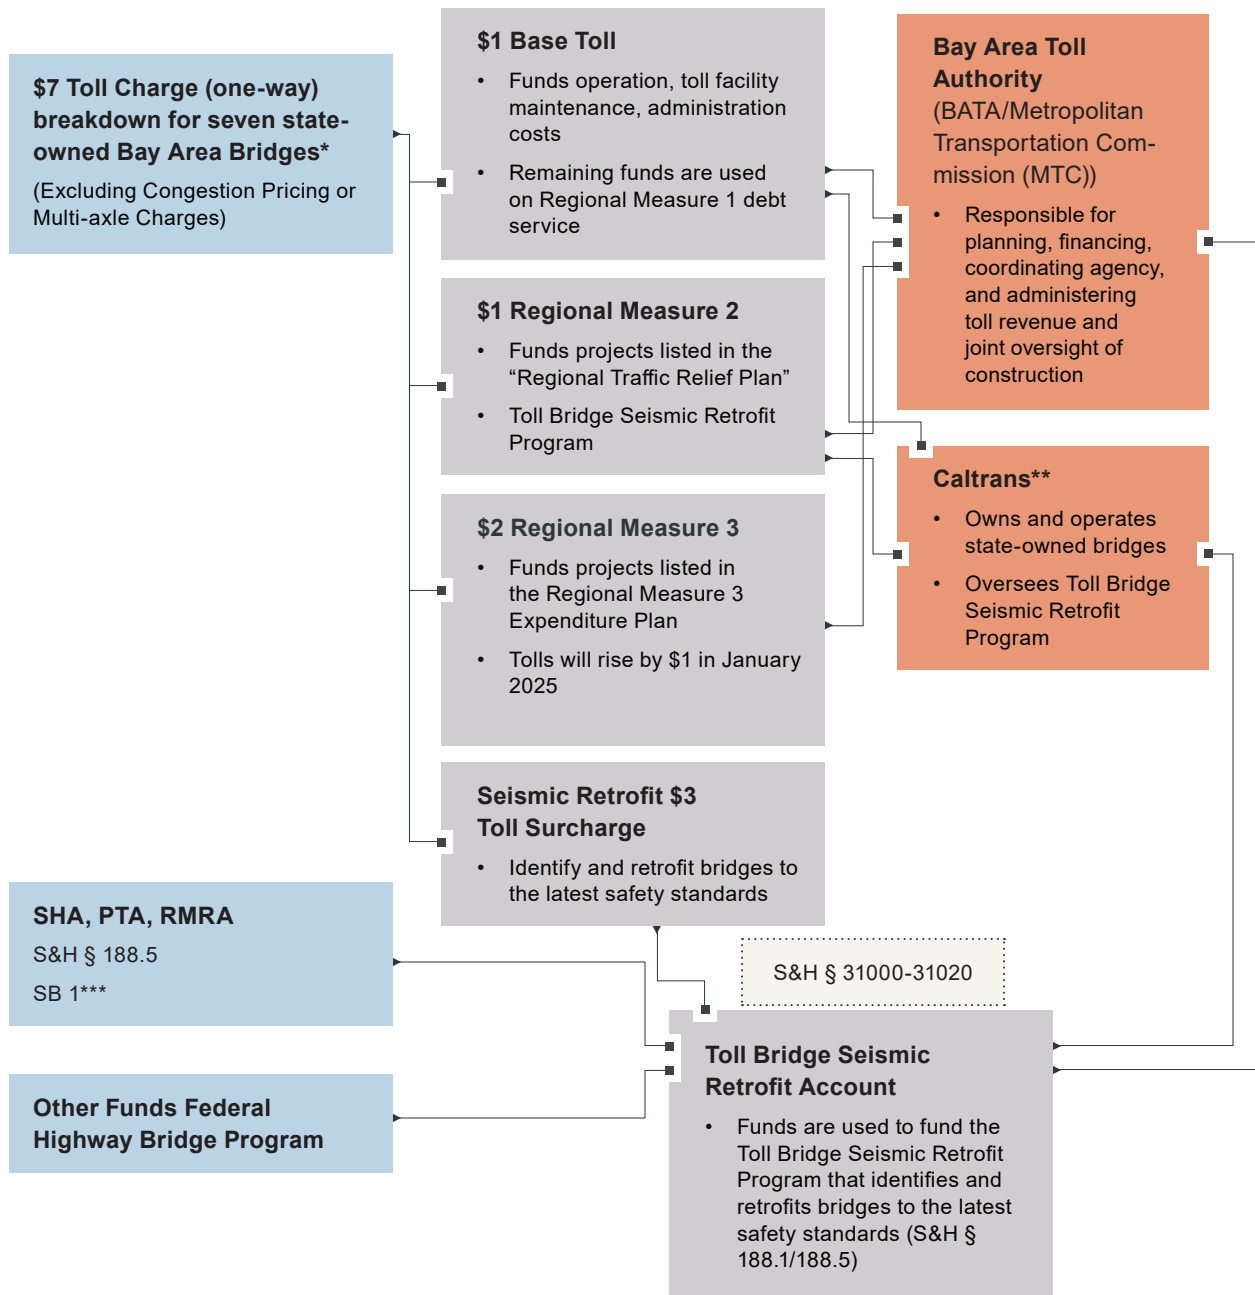 $7 Toll Charge (one-way)
breakdown for seven state-
owned Bay Area Bridges*
(Excluding Congestion Pricing or
Multi-axle Charges)
$1 Base Toll
• Funds operation, toll facility
maintenance, administration
costs
• Remaining funds are used
on Regional Measure 1 debt
service
$1 Regional Measure 2
• Funds projects listed in the
“Regional Traffic Relief Plan”
• Toll Bridge Seismic Retrofit
Program
$2 Regional Measure 3
• Funds projects listed in
the Regional Measure 3
Expenditure Plan
• Tolls will rise by $1 in January
2025
Seismic Retrofit $3
Toll Surcharge
• Identify and retrofit bridges to
the latest safety standards
Bay Area Toll
Authority
(BATA/Metropolitan
Transportation Com-
mission (MTC))
• Responsible for
planning, financing,
coordinating agency,
and administering
toll revenue and
joint oversight of
construction
Caltrans**
• Owns and operates
state-owned bridges
• Oversees Toll Bridge
Seismic Retrofit
Program
SHA, PTA, RMRA
S&H § 188.5
SB 1***
Other Funds Federal
Highway Bridge Program
S&H § 31000-31020
Toll Bridge Seismic
Retrofit Account
• Funds are used to fund the
Toll Bridge Seismic Retrofit
Program that identifies and
retrofits bridges to the latest
safety standards (S&H §
188.1/188.5)